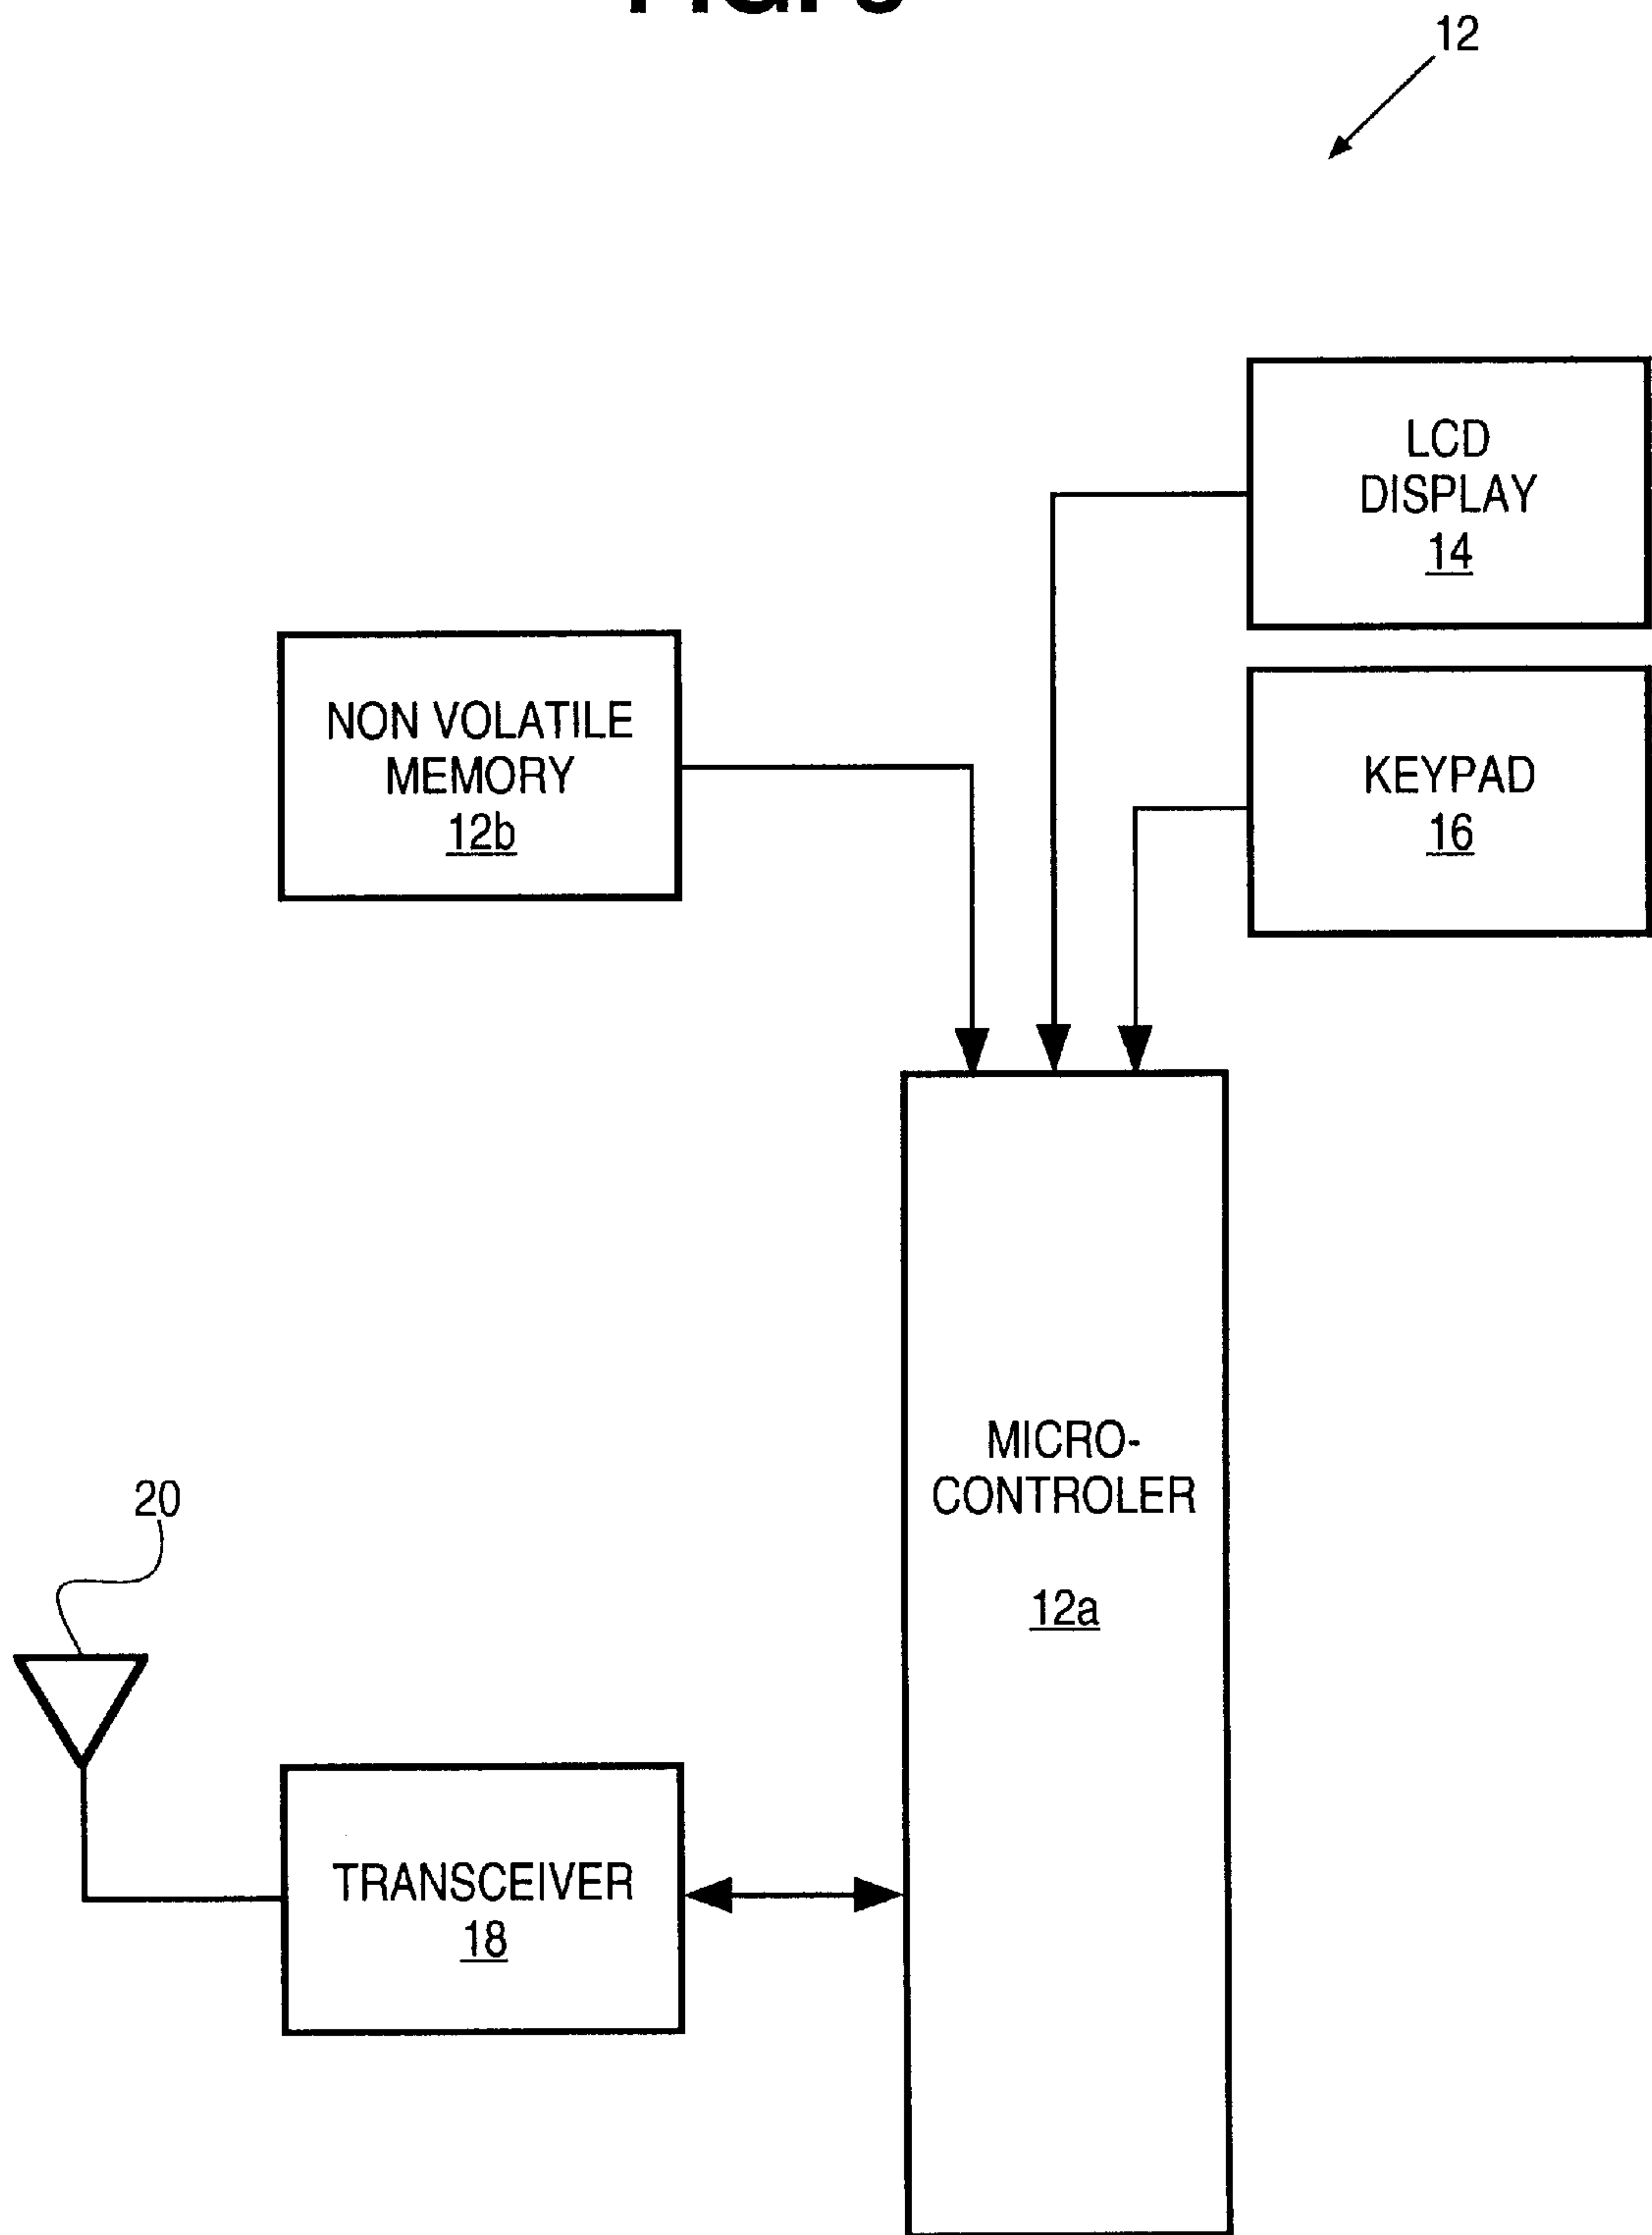 12
LCD
DISPLAY
14
NON VOLATILE
MEMORY
12b
KEYPAD
16
MICRO-
CONTROLER
12a
20
TRANSCEIVER
18